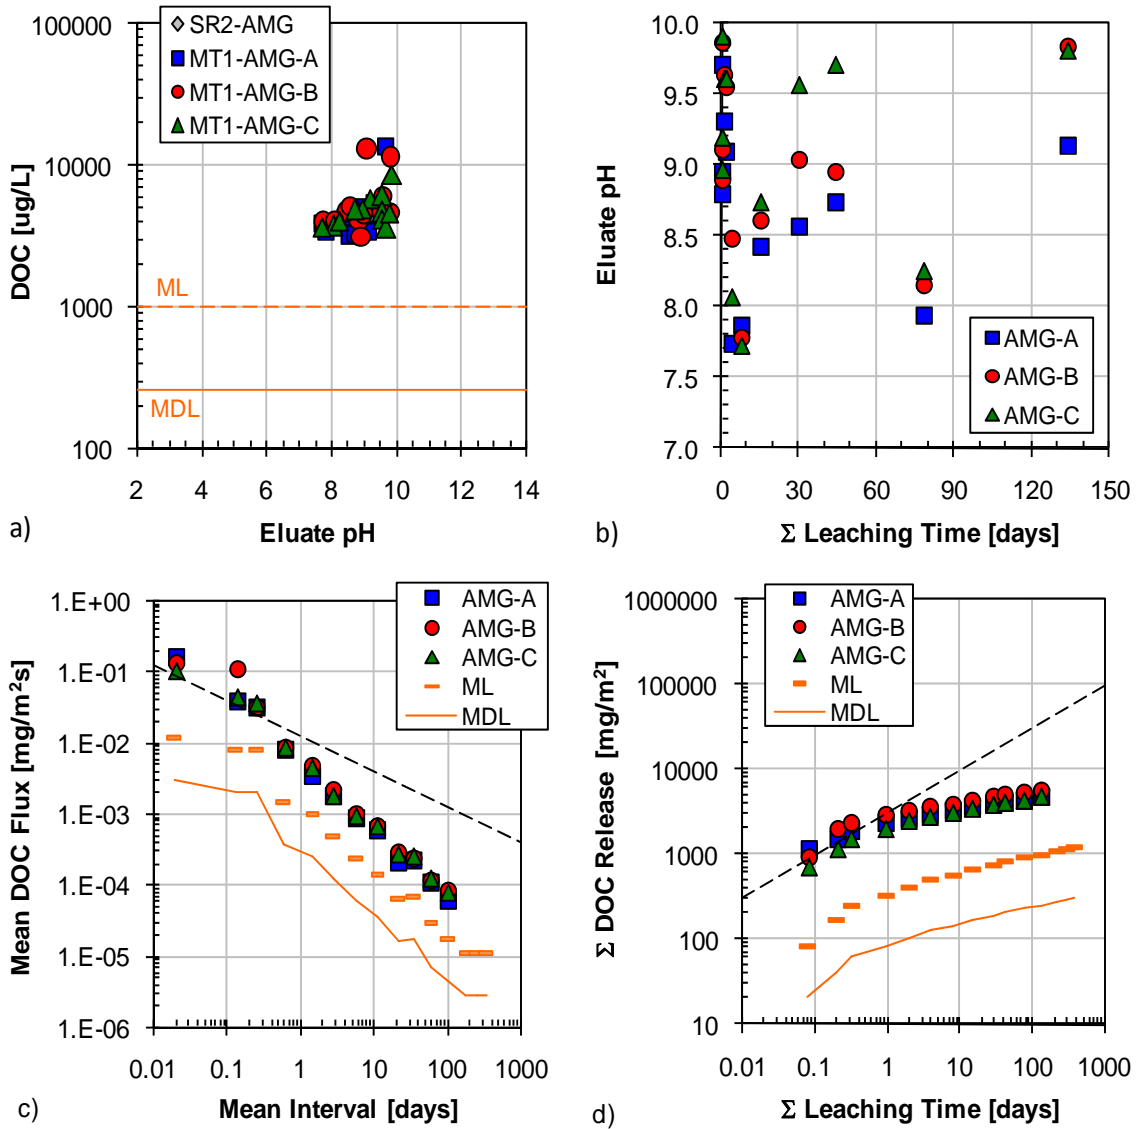 100000
10000
1000
100
DOC [ug/L]
SR2-AMG
MT1-AMG-A
MT1-AMG-B
MT1-AMG-C
ML
MDL
2 4 6 8 10 12 14
Eluate pH
a)
10.0
9.5
9.0
8.5
8.0
7.5
7.0
Eluate pH
AMG-A
AMG-B
AMG-C
0 30 60 90 120 150
Σ Leaching Time [days]
b)
1.E+00
1.E-01
1.E-02
1.E-03
1.E-04
1.E-05
1.E-06
Mean DOC Flux [mg/m²s]
AMG-A
AMG-B
AMG-C
ML
MDL
0.01 0.1 1 10 100 1000
Mean Interval [days]
c)
1000000
100000
10000
1000
100
10
Σ DOC Release [mg/m²]
AMG-A
AMG-B
AMG-C
ML
MDL
0.01 0.1 1 10 100 1000
Σ Leaching Time [days]
d)